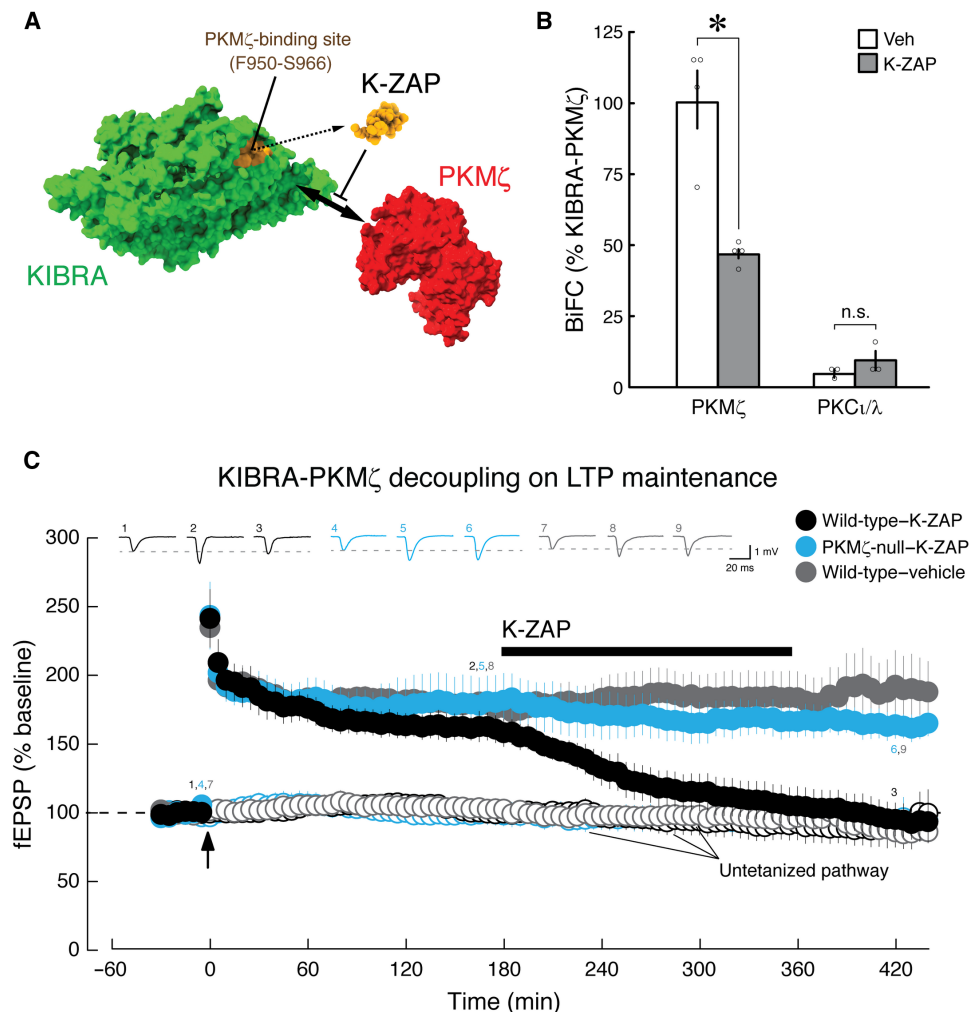 A
PKMζ-binding site
(F950-S966)
K-ZAP
PKMζ
KIBRA
B
BiFC (% KIBRA-PKMζ)
125
100
75
50
25
0
*
n.s.
Veh
K-ZAP
PKMζ
PKCι/λ
C
KIBRA-PKMζ decoupling on LTP maintenance
1
2
3
4
5
6
7
8
9
1 mV
20 ms
Wild-type–K-ZAP
PKMζ-null–K-ZAP
Wild-type–vehicle
fEPSP (% baseline)
300
250
200
150
100
50
0
K-ZAP
2,5,8
1,4,7
6,9
3
Untetanized pathway
–60
0
60
120
180
240
300
360
420
Time (min)